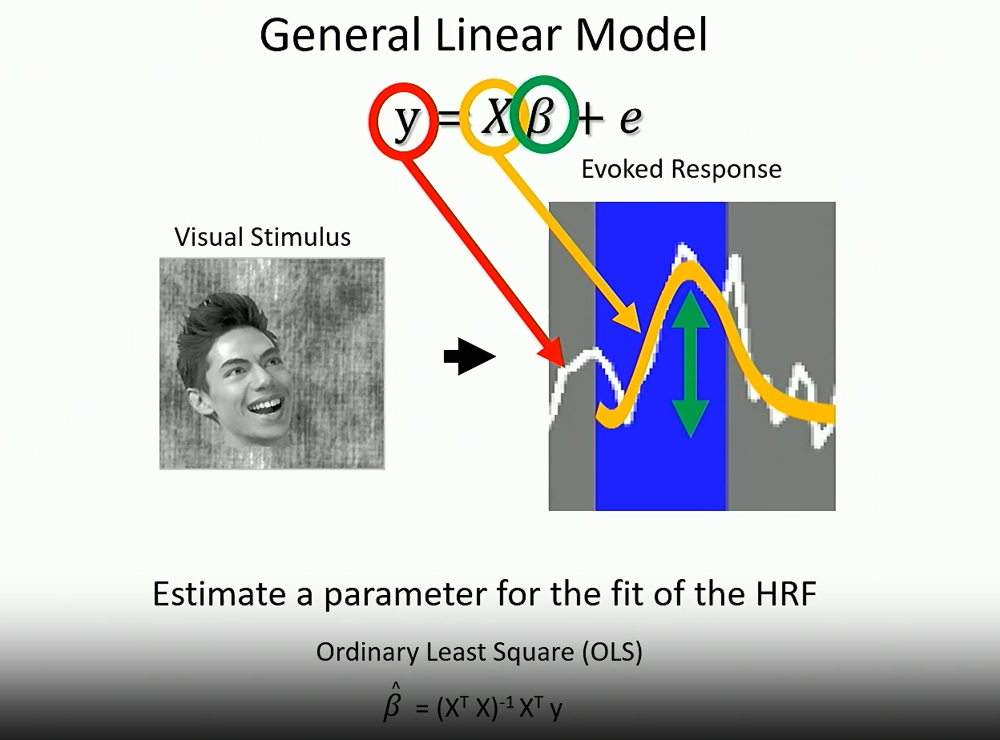 General Linear Model
y = Xβ + e
Evoked Response
Visual Stimulus
Estimate a parameter for the fit of the HRF
Ordinary Least Square (OLS)
β̂ = (Xᵀ X)⁻¹ Xᵀ y